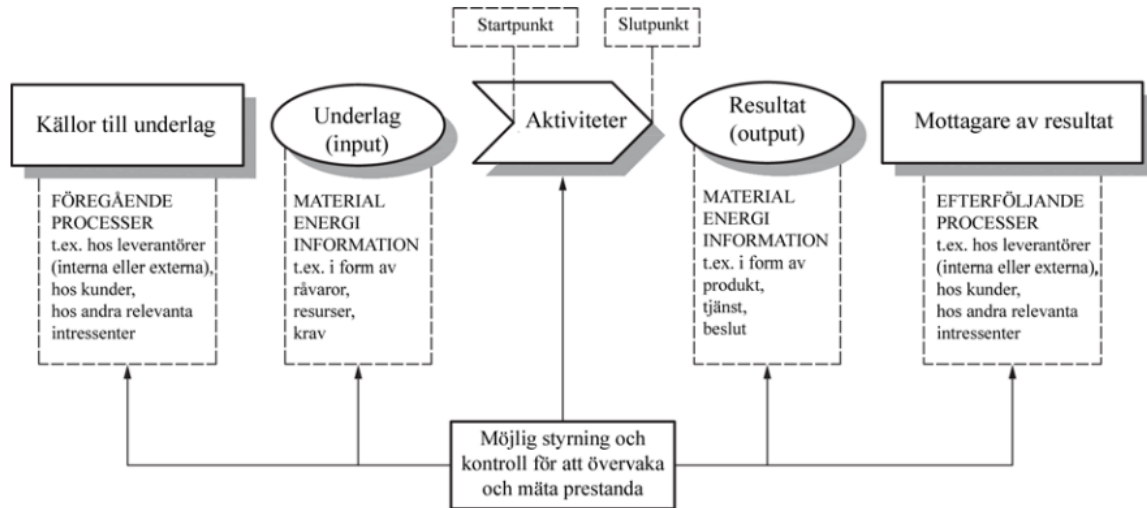 Startpunkt
Slutpunkt
Källor till underlag
Underlag
(input)
Aktiviteter
Resultat
(output)
Mottagare av resultat
FÖREGÅENDE
PROCESSER
t.ex. hos leverantörer
(interna eller externa),
hos kunder,
hos andra relevanta
intressenter
MATERIAL
ENERGI
INFORMATION
t.ex. i form av
råvaror,
resurser,
krav
MATERIAL
ENERGI
INFORMATION
t.ex. i form av
produkt,
tjänst,
beslut
EFTERFÖLJANDE
PROCESSER
t.ex. hos leverantörer
(interna eller externa),
hos kunder,
hos andra relevanta
intressenter
Möjlig styrning och
kontroll för att övervaka
och mäta prestanda